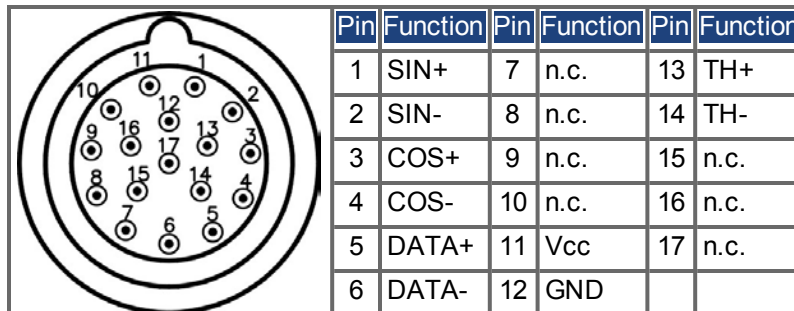 11 1
10 12 2
9 16 13 3
17
8 15 14 4
7 6 5
Pin Function Pin Function Pin Function
1 SIN+ 7 n.c. 13 TH+
2 SIN- 8 n.c. 14 TH-
3 COS+ 9 n.c. 15 n.c.
4 COS- 10 n.c. 16 n.c.
5 DATA+ 11 Vcc 17 n.c.
6 DATA- 12 GND